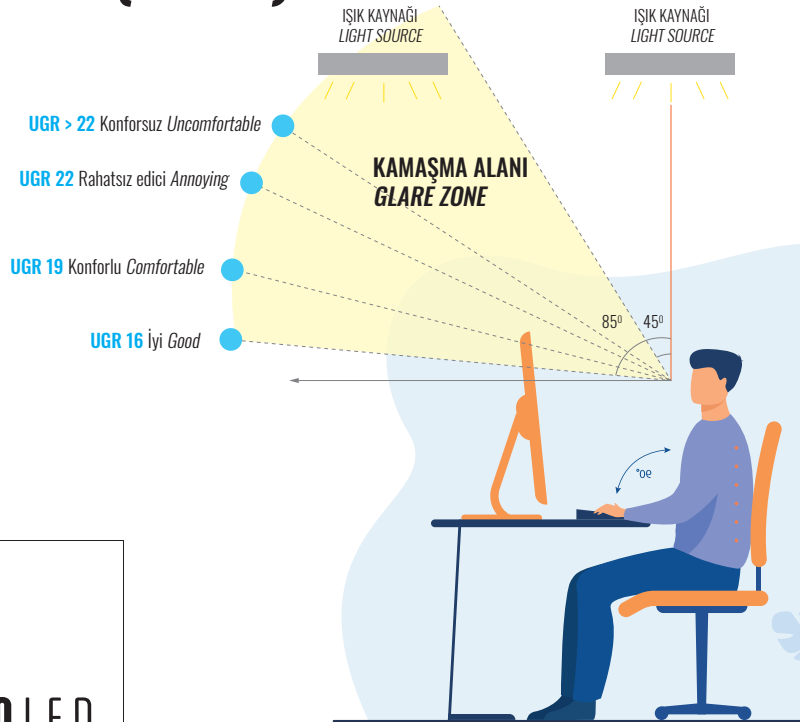 IŞIK KAYNAĞI
LIGHT SOURCE
IŞIK KAYNAĞI
LIGHT SOURCE
UGR > 22 Konforsuz Uncomfortable
KAMAŞMA ALANI
GLARE ZONE
UGR 22 Rahatsız edici Annoying
UGR 19 Konforlu Comfortable
UGR 16 İyi Good
85⁰ 45⁰
90°
LED